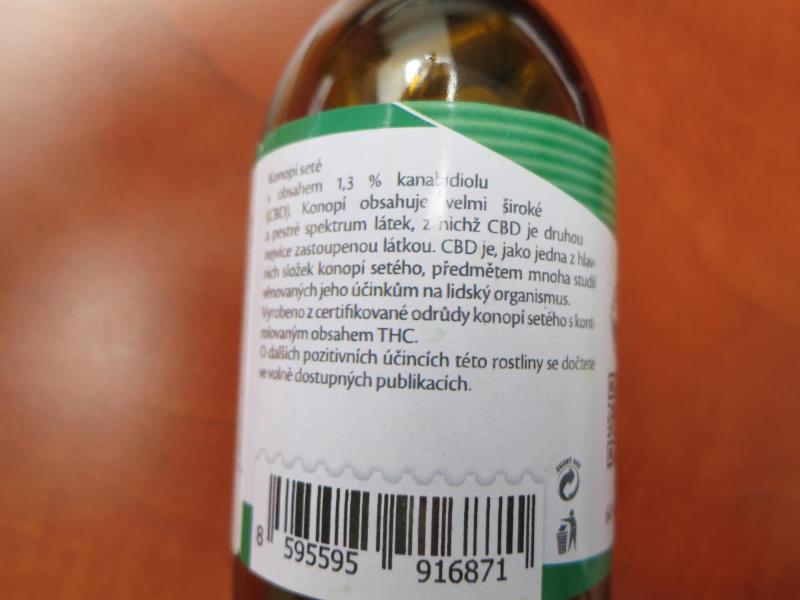 Konopí seté
s obsahem 1,3 % kanabidiolu
(CBD). Konopí obsahuje velmi široké
a pestré spektrum látek, z nichž CBD je druhou
nejvíce zastoupenou látkou. CBD je, jako jedna z hlav-
ních složek konopí setého, předmětem mnoha studií
věnovaných jeho účinkům na lidský organismus.
Vyrobeno z certifikované odrůdy konopí setého s kont-
rolovaným obsahem THC.
O dalších pozitivních účincích této rostliny se dočtete
ve volně dostupných publikacích.
8 595595 916871